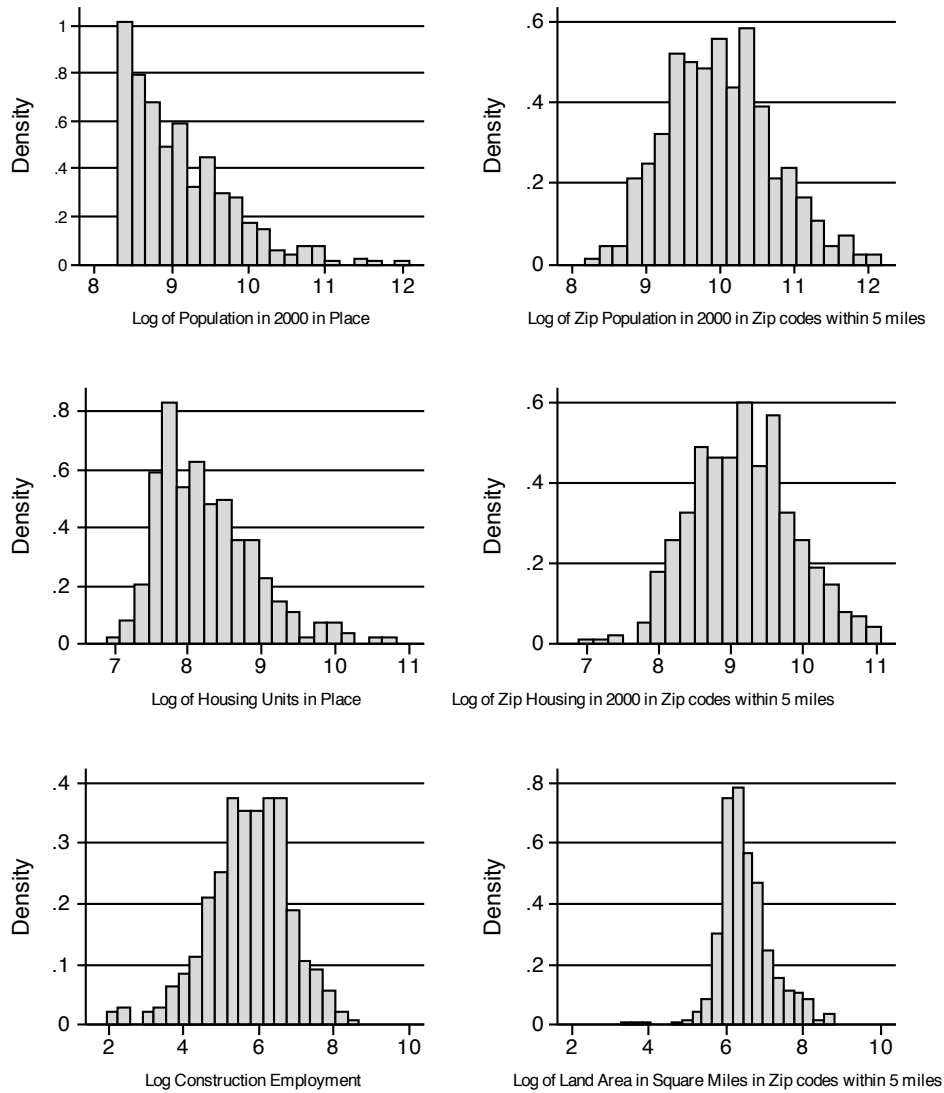 1
.8
.6
.4
.2
0
Density
8 9 10 11 12
Log of Population in 2000 in Place
.6
.4
.2
0
Density
8 9 10 11 12
Log of Zip Population in 2000 in Zip codes within 5 miles
.8
.6
.4
.2
0
Density
7 8 9 10 11
Log of Housing Units in Place
.6
.4
.2
0
Density
7 8 9 10 11
Log of Zip Housing in 2000 in Zip codes within 5 miles
.4
.3
.2
.1
0
Density
2 4 6 8 10
Log Construction Employment
.8
.6
.4
.2
0
Density
2 4 6 8 10
Log of Land Area in Square Miles in Zip codes within 5 miles